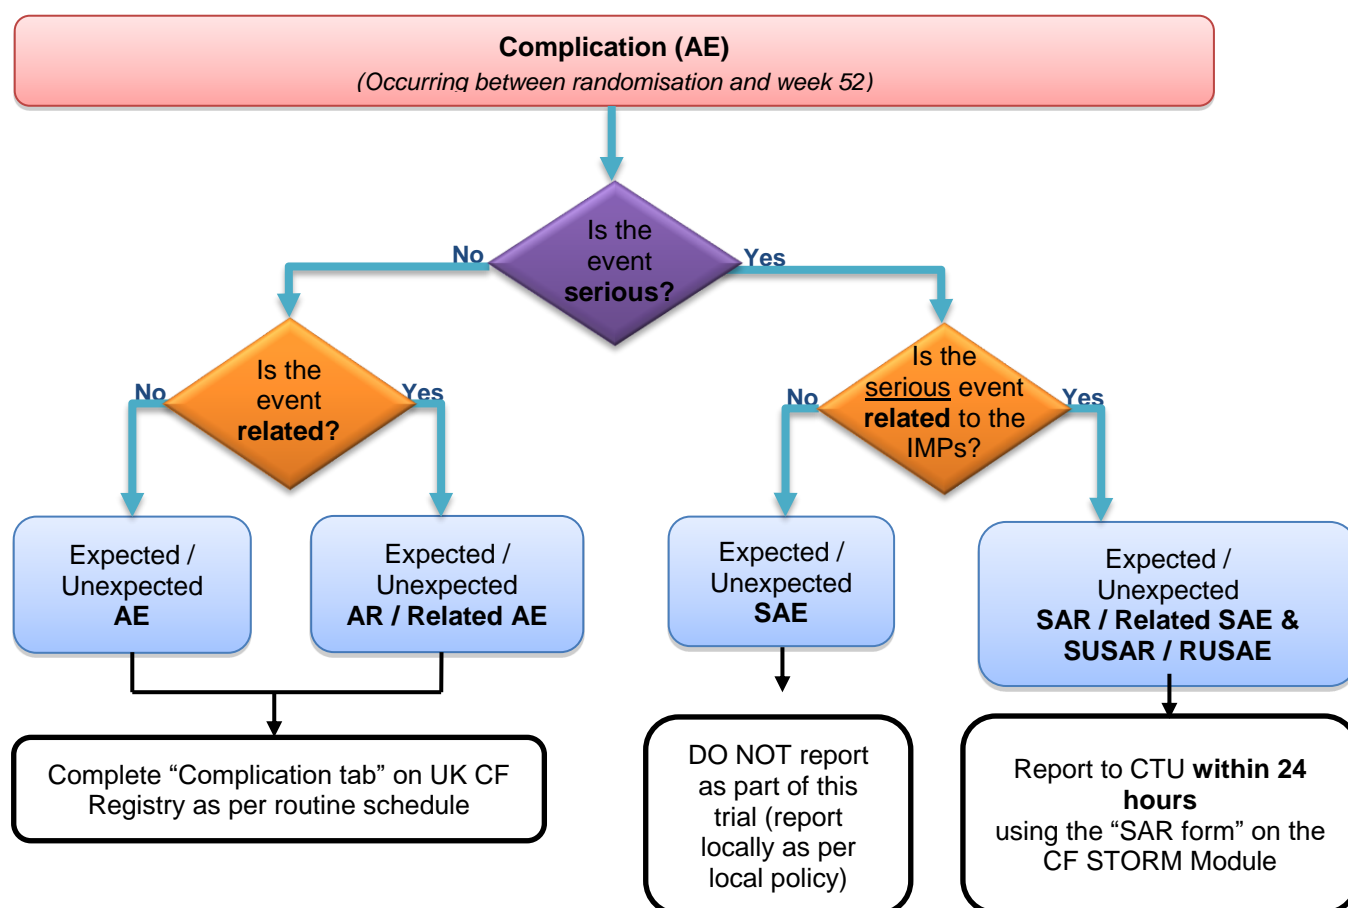 Complication (AE)
(Occurring between randomisation and week 52)
Is the
event
serious?
No
Yes
Is the
event
related?
No
Yes
Is the
serious event
related to the
IMPs?
No
Yes
Expected /
Unexpected
AE
Expected /
Unexpected
AR / Related AE
Expected /
Unexpected
SAE
Expected /
Unexpected
SAR / Related SAE &
SUSAR / RUSAE
Complete “Complication tab” on UK CF
Registry as per routine schedule
DO NOT report
as part of this
trial (report
locally as per
local policy)
Report to CTU within 24
hours
using the “SAR form” on the
CF STORM Module